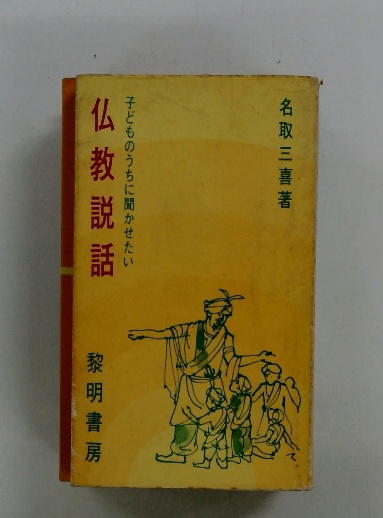 名取三喜著
子どものうちに聞かせたい
仏教説話
黎明書房